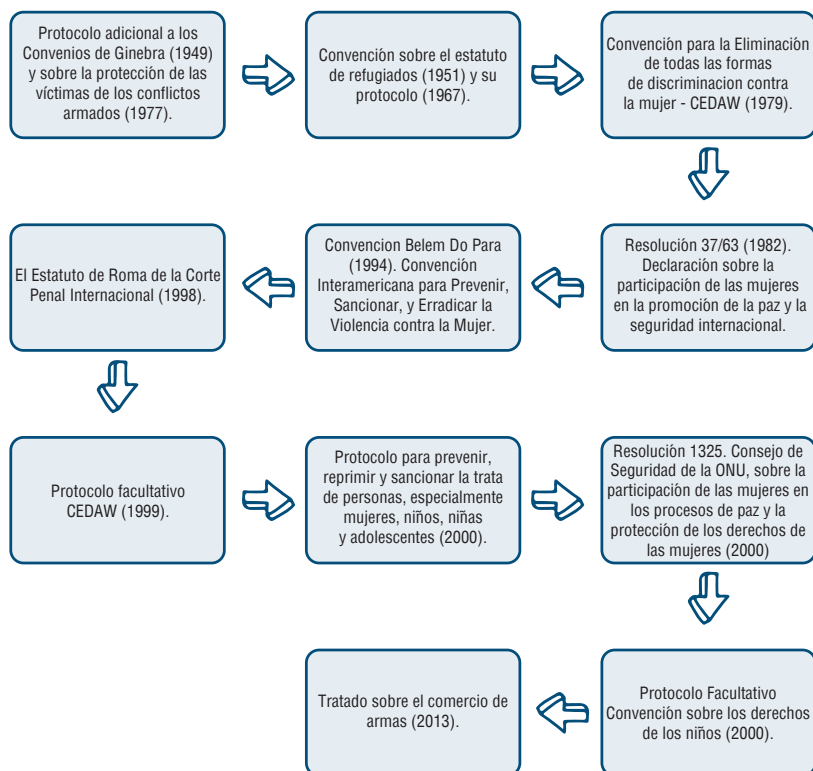 Protocolo adicional a los
Convenios de Ginebra (1949)
y sobre la protección de las
víctimas de los conflictos
armados (1977).
Convención sobre el estatuto
de refugiados (1951) y su
protocolo (1967).
Convención para la Eliminación
de todas las formas
de discriminacion contra
la mujer - CEDAW (1979).
Resolución 37/63 (1982).
Declaración sobre la
participación de las mujeres
en la promoción de la paz y la
seguridad internacional.
Convencion Belem Do Para
(1994). Convención
Interamericana para Prevenir,
Sancionar, y Erradicar la
Violencia contra la Mujer.
El Estatuto de Roma de la Corte
Penal Internacional (1998).
Protocolo facultativo
CEDAW (1999).
Protocolo para prevenir,
reprimir y sancionar la trata
de personas, especialmente
mujeres, niños, niñas
y adolescentes (2000).
Resolución 1325. Consejo de
Seguridad de la ONU, sobre la
participación de las mujeres en
los procesos de paz y la
protección de los derechos de
las mujeres (2000)
Protocolo Facultativo
Convención sobre los derechos
de los niños (2000).
Tratado sobre el comercio de
armas (2013).